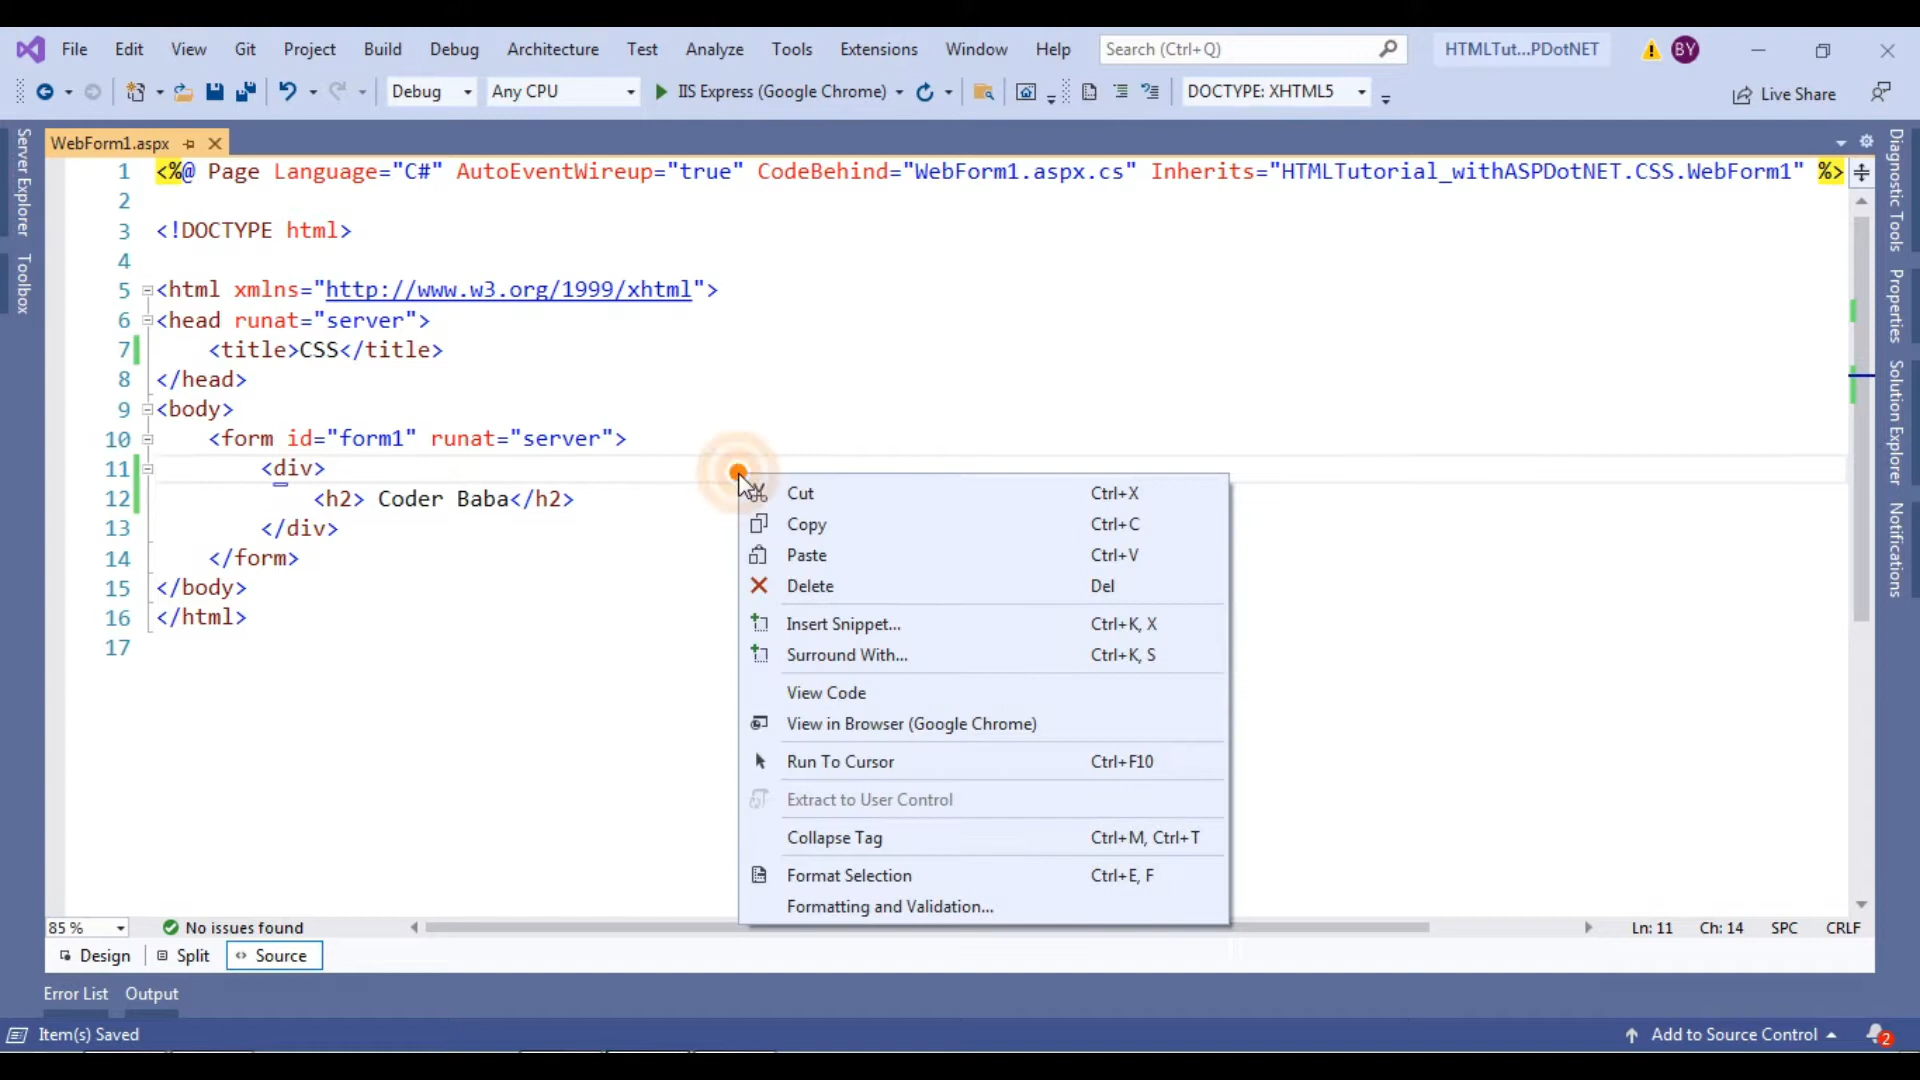 File Edit View Git Project Build Debug Architecture Test Analyze Tools Extensions Window Help Search (Ctrl+Q) HTMLTut...PDotNET BY
Debug Any CPU IIS Express (Google Chrome) DOCTYPE: XHTML5 Live Share
Server Explorer
Toolbox
WebForm1.aspx
1 <%@ Page Language="C#" AutoEventWireup="true" CodeBehind="WebForm1.aspx.cs" Inherits="HTMLTutorial_withASPDotNET.CSS.WebForm1" %>
2
3 <!DOCTYPE html>
4
5 <html xmlns="http://www.w3.org/1999/xhtml">
6 <head runat="server">
7 <title>CSS</title>
8 </head>
9 <body>
10 <form id="form1" runat="server">
11 <div>
12 <h2> Coder Baba</h2>
13 </div>
14 </form>
15 </body>
16 </html>
17
Cut Ctrl+X
Copy Ctrl+C
Paste Ctrl+V
Delete Del
Insert Snippet... Ctrl+K, X
Surround With... Ctrl+K, S
View Code
View in Browser (Google Chrome)
Run To Cursor Ctrl+F10
Extract to User Control
Collapse Tag Ctrl+M, Ctrl+T
Format Selection Ctrl+E, F
Formatting and Validation...
Diagnostic Tools
Properties
Solution Explorer
Notifications
85 % No issues found Ln: 11 Ch: 14 SPC CRLF
Design Split Source
Error List Output
Item(s) Saved Add to Source Control 2